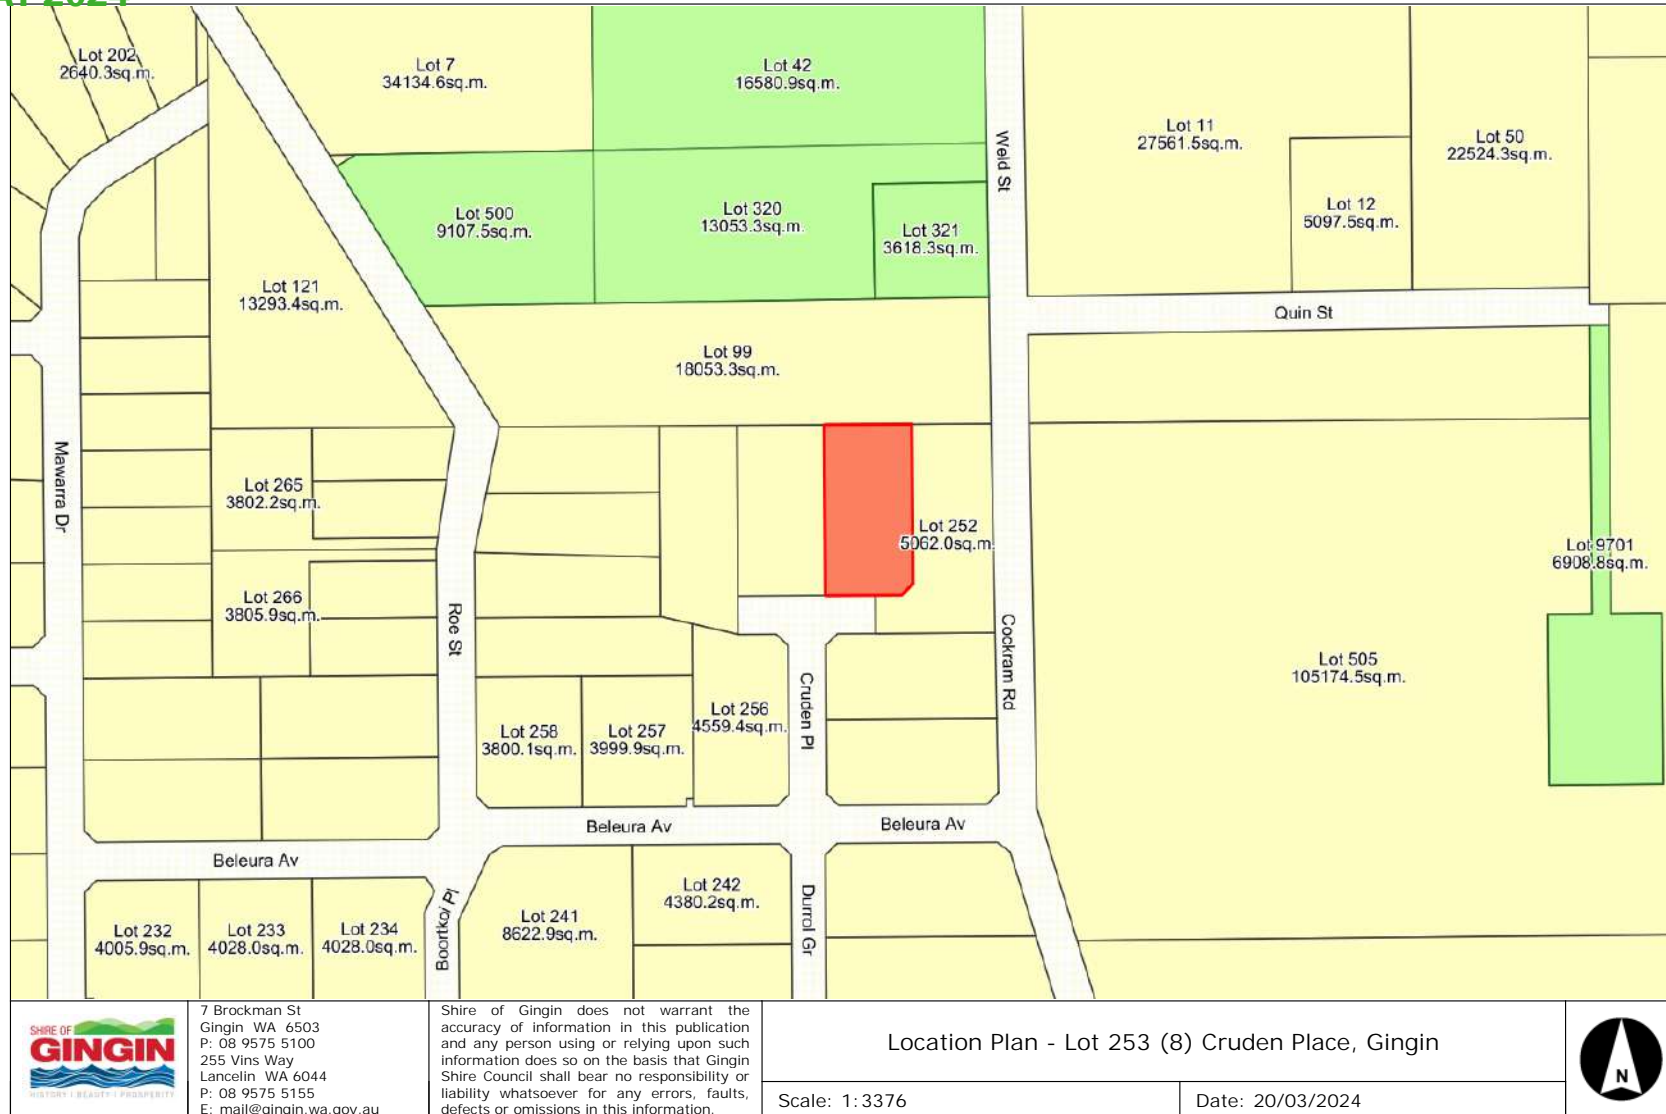 2024
Lot 202
2640.3sq.m.
Lot 7
34134.6sq.m.
Lot 42
16580.9sq.m.
Lot 11
27561.5sq.m.
Lot 50
22524.3sq.m.
Weld St
Lot 12
5097.5sq.m.
Lot 500
9107.5sq.m.
Lot 320
13053.3sq.m.
Lot 321
3618.3sq.m.
Lot 121
13293.4sq.m.
Quin St
Lot 99
18053.3sq.m.
Mawarra Dr
Lot 265
3802.2sq.m.
Lot 252
5062.0sq.m.
Lot 9701
6908.8sq.m.
Lot 266
3805.9sq.m.
Roe St
Cockram Rd
Lot 505
105174.5sq.m.
Cruden Pl
Lot 256
4559.4sq.m.
Lot 258
3800.1sq.m.
Lot 257
3999.9sq.m.
Beleura Av
Beleura Av
Beleura Av
Lot 242
4380.2sq.m.
Lot 232
4005.9sq.m.
Lot 233
4028.0sq.m.
Lot 234
4028.0sq.m.
Boortkoi Pl
Lot 241
8622.9sq.m.
Durrol Gr
SHIRE OF
GINGIN
HISTORY | BEAUTY | PROSPERITY
7 Brockman St
Gingin WA 6503
P: 08 9575 5100
255 Vins Way
Lancelin WA 6044
P: 08 9575 5155
E: mail@gingin.wa.gov.au
Shire of Gingin does not warrant the
accuracy of information in this publication
and any person using or relying upon such
information does so on the basis that Gingin
Shire Council shall bear no responsibility or
liability whatsoever for any errors, faults,
defects or omissions in this information.
Location Plan - Lot 253 (8) Cruden Place, Gingin
Scale: 1:3376
Date: 20/03/2024
N